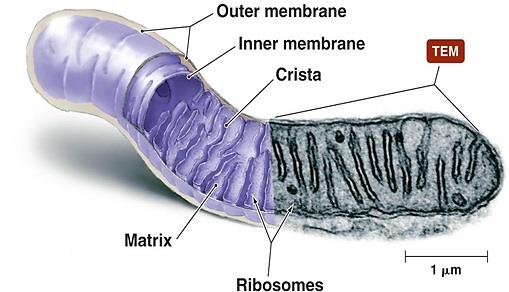 Outer membrane
Inner membrane
TEM
Crista
Matrix
1 µm
Ribosomes